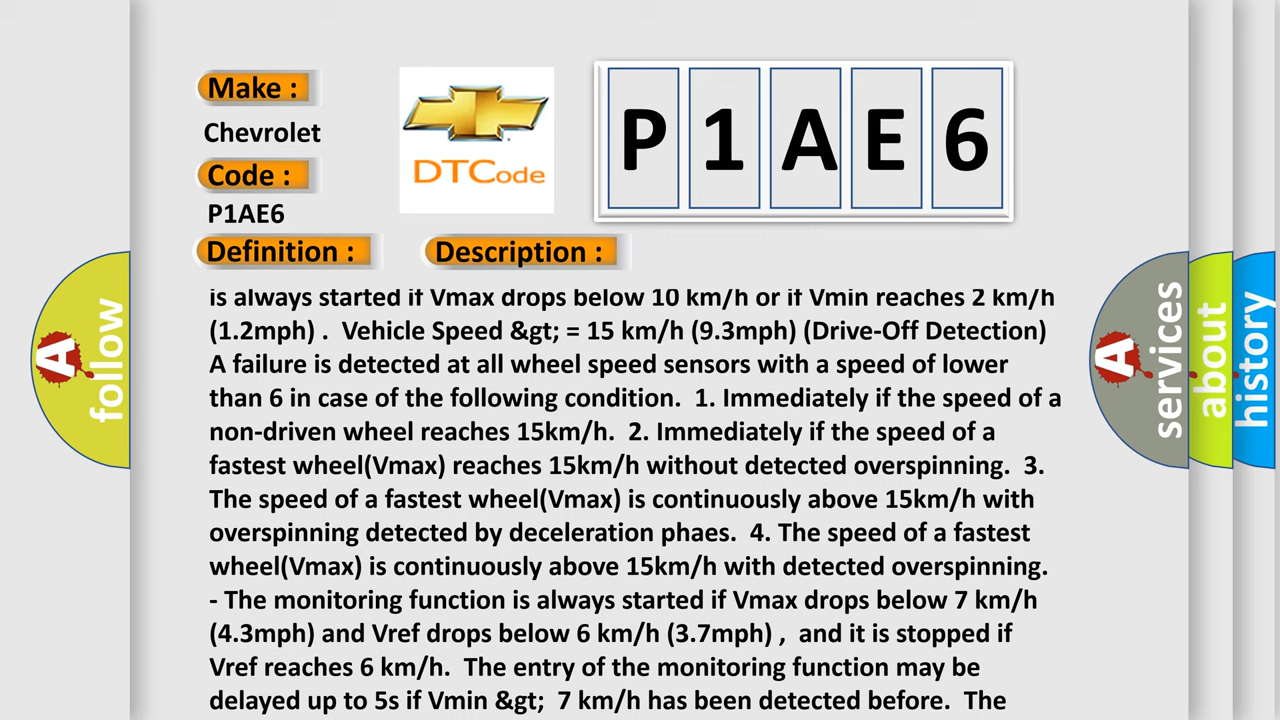 Make :
Chevrolet
Code :
P1AE6
DTCode
P 1 A E 6
Definition :
Description :
is always started if Vmax drops below 10 km/h or if Vmin reaches 2 km/h
(1.2mph) .  Vehicle Speed &gt; = 15 km/h (9.3mph) (Drive-Off Detection)
A failure is detected at all wheel speed sensors with a speed of lower
than 6 in case of the following condition.  1. Immediately if the speed of a
non-driven wheel reaches 15km/h.  2. Immediately if the speed of a
fastest wheel(Vmax) reaches 15km/h without detected overspinning.  3.
The speed of a fastest wheel(Vmax) is continuously above 15km/h with
overspinning detected by deceleration phaes.  4. The speed of a fastest
wheel(Vmax) is continuously above 15km/h with detected overspinning.
- The monitoring function is always started if Vmax drops below 7 km/h
(4.3mph) and Vref drops below 6 km/h (3.7mph) ,  and it is stopped if
Vref reaches 6 km/h.  The entry of the monitoring function may be
delayed up to 5s if Vmin &gt;  7 km/h has been detected before.  The
A
follow
A
services
about
history